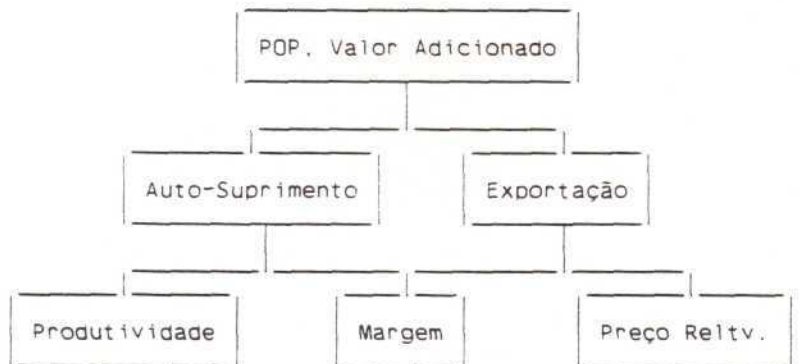 POP. Valor Adicionado
Auto-Suprimento
Exportação
Produtividade
Margem
Preço Reltv.